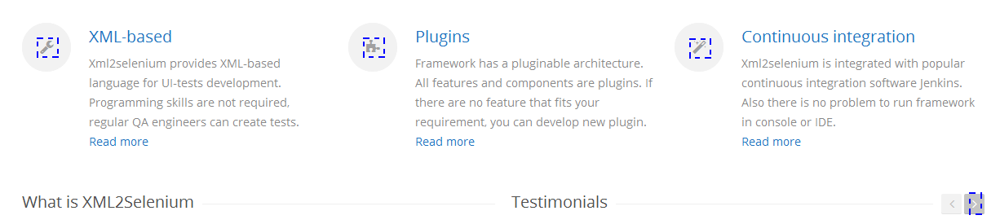 XML-based
Xml2selenium provides XML-based
language for UI-tests development.
Programming skills are not required,
regular QA engineers can create tests.
Read more
Plugins
Framework has a pluginable architecture.
All features and components are plugins. If
there are no feature that fits your
requirement, you can develop new plugin.
Read more
Continuous integration
Xml2selenium is integrated with popular
continuous integration software Jenkins.
Also there is no problem to run framework
in console or IDE.
Read more
What is XML2Selenium
Testimonials